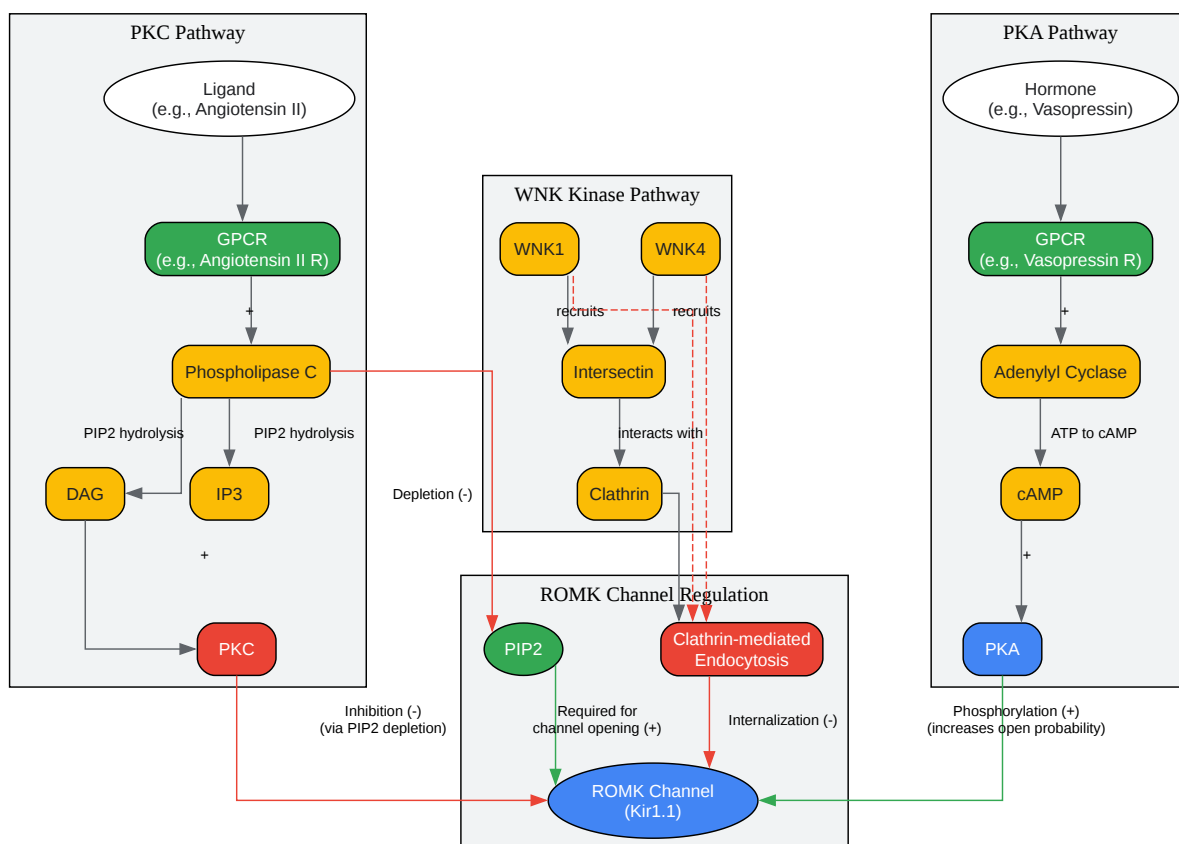 PKC Pathway
Ligand
(e.g., Angiotensin II)
GPCR
(e.g., Angiotensin II R)
+
Phospholipase C
PIP2 hydrolysis
PIP2 hydrolysis
DAG
IP3
+
PKC
Depletion (-)
Inhibition (-)
(via PIP2 depletion)
WNK Kinase Pathway
WNK1
WNK4
recruits
recruits
Intersectin
interacts with
Clathrin
ROMK Channel Regulation
PIP2
Clathrin-mediated
Endocytosis
Required for
channel opening (+)
Internalization (-)
ROMK Channel
(Kir1.1)
PKA Pathway
Hormone
(e.g., Vasopressin)
GPCR
(e.g., Vasopressin R)
+
Adenylyl Cyclase
ATP to cAMP
cAMP
+
PKA
Phosphorylation (+)
(increases open probability)